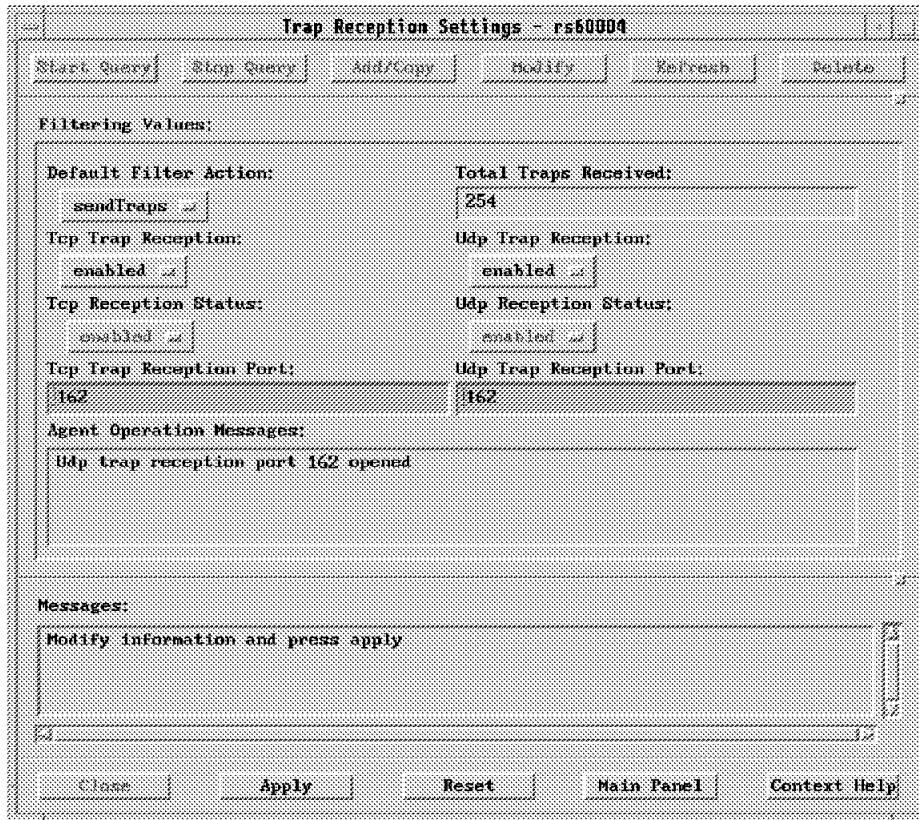 Trap Reception Settings - rs60004
Start Query Stop Query Add/Copy Modify Refresh Delete
Filtering Values:
Default Filter Action: Total Traps Received:
sendTraps 254
Tcp Trap Reception: Udp Trap Reception:
enabled enabled
Tcp Reception Status: Udp Reception Status:
enabled enabled
Tcp Trap Reception Port: Udp Trap Reception Port:
162 162
Agent Operation Messages:
Udp trap reception port 162 opened
Messages:
Modify information and press apply
Close Apply Reset Main Panel Context Help